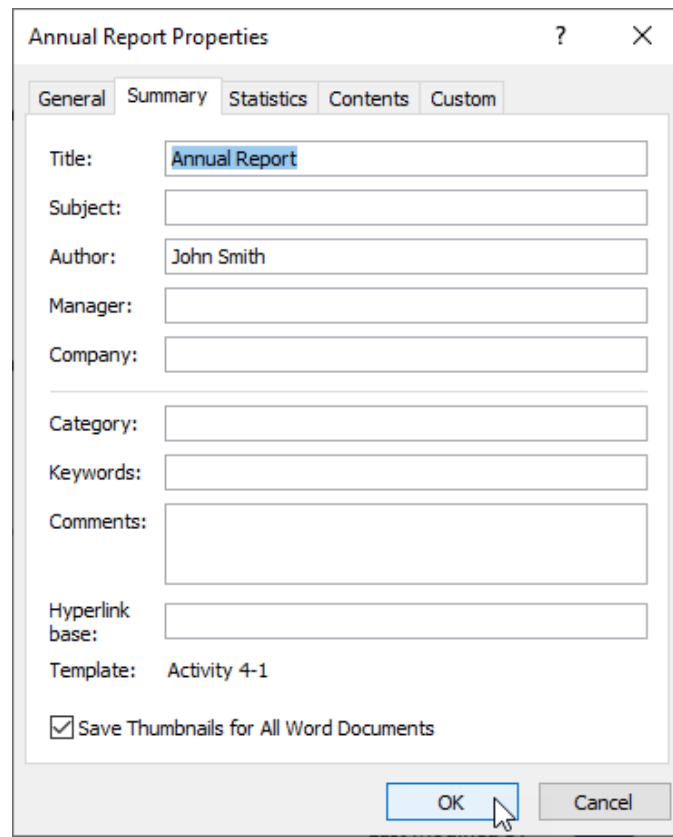 Annual Report Properties ?
General Summary Statistics Contents Custom
Title: Annual Report
Subject:
Author: John Smith
Manager:
Company:
Category:
Keywords:
Comments:
Hyperlink
base:
Template: Activity 4-1
Save Thumbnails for All Word Documents
OK Cancel